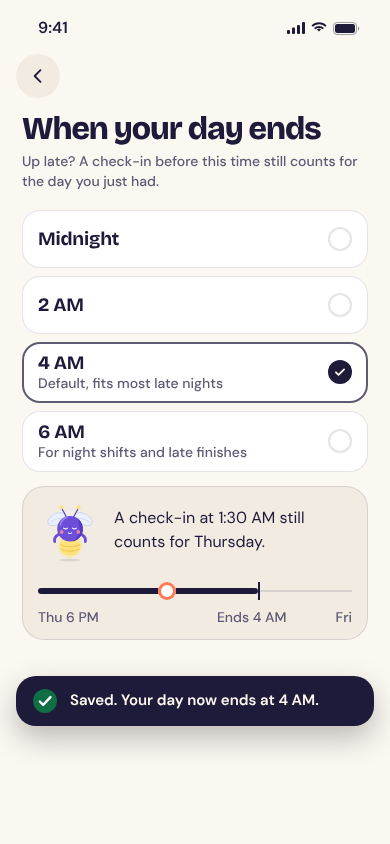 9:41
When your day ends
Up late? A check-in before this time still counts for
the day you just had.
Midnight
2 AM
4 AM
Default, fits most late nights
6 AM
For night shifts and late finishes
A check-in at 1:30 AM still
counts for Thursday.
Thu 6 PM
Ends 4 AM
Fri
Saved. Your day now ends at 4 AM.